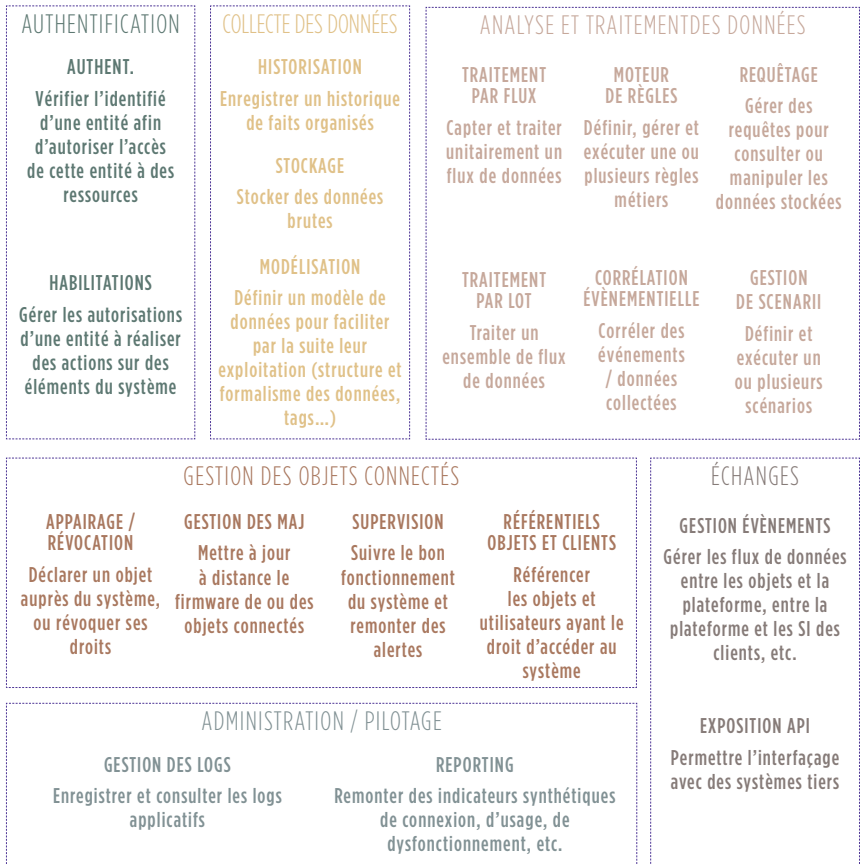 AUTHENTIFICATION
AUTHENT.
Vérifier l'identifié
d'une entité afin
d'autoriser l'accès
de cette entité à des
ressources
HABILITATIONS
Gérer les autorisations
d'une entité à réaliser
des actions sur des
éléments du système
COLLECTE DES DONNÉES
HISTORISATION
Enregistrer un historique
de faits organisés
STOCKAGE
Stocker des données
brutes
MODÉLISATION
Définir un modèle de
données pour faciliter
par la suite leur
exploitation (structure et
formalisme des données,
tags...)
ANALYSE ET TRAITEMENTDES DONNÉES
TRAITEMENT
PAR FLUX
Capter et traiter
unitairement un
flux de données
MOTEUR
DE RÈGLES
Définir, gérer et
exécuter une ou
plusieurs règles
métiers
REQUÊTAGE
Gérer des
requêtes pour
consulter ou
manipuler les
données stockées
TRAITEMENT
PAR LOT
Traiter un
ensemble de flux
de données
CORRÉLATION
ÉVÈNEMENTIELLE
Corréler des
événements
/ données
collectées
GESTION
DE SCENARII
Définir et
exécuter un
ou plusieurs
scénarios
GESTION DES OBJETS CONNECTÉS
APPAIRAGE /
RÉVOCATION
Déclarer un objet
auprès du système,
ou révoquer ses
droits
GESTION DES MAJ
Mettre à jour
à distance le
firmware de ou des
objets connectés
SUPERVISION
Suivre le bon
fonctionnement
du système et
remonter des
alertes
RÉFÉRENTIELS
OBJETS ET CLIENTS
Référencer
les objets et
utilisateurs ayant le
droit d'accéder au
système
ÉCHANGES
GESTION ÉVÈNEMENTS
Gérer les flux de données
entre les objets et la
plateforme, entre la
plateforme et les SI des
clients, etc.
EXPOSITION API
Permettre l'interfaçage
avec des systèmes tiers
ADMINISTRATION / PILOTAGE
GESTION DES LOGS
Enregistrer et consulter les logs
applicatifs
REPORTING
Remonter des indicateurs synthétiques
de connexion, d'usage, de
dysfonctionnement, etc.